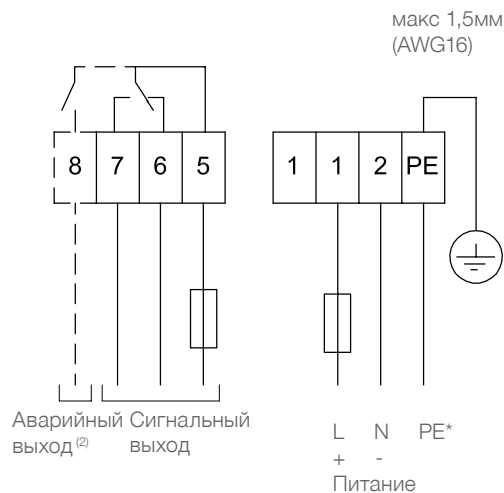 макс 1,5мм
(AWG16)
8 7 6 5 1 1 2 PE
Аварийный Сигнальный
выход (2) выход
L N PE*
+ -
Питание